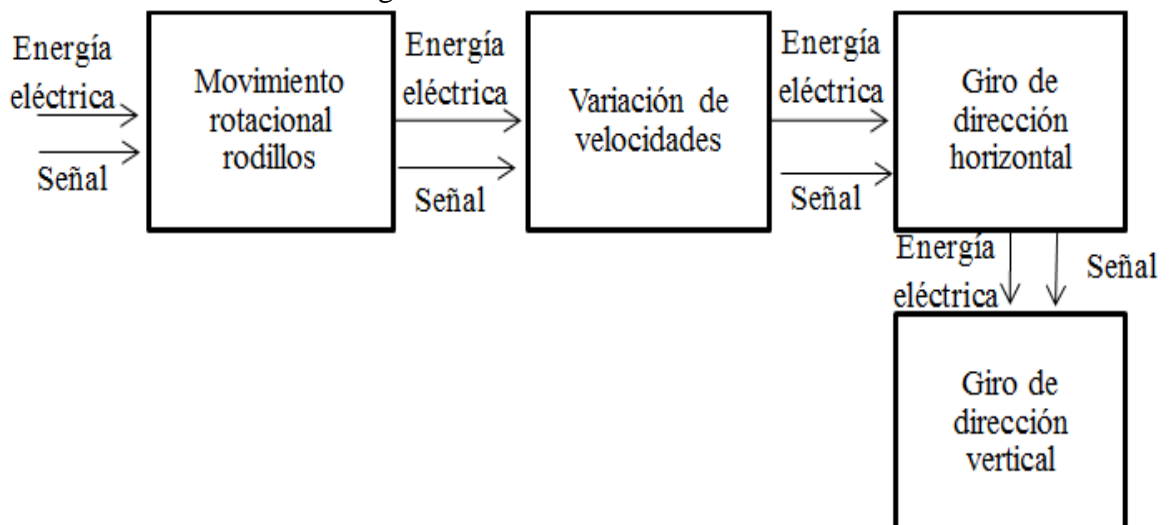 Energía
eléctrica
Señal
Movimiento
rotacional
rodillos
Energía
eléctrica
Señal
Variación de
velocidades
Energía
eléctrica
Señal
Giro de
dirección
horizontal
Energía
eléctrica
Señal
Giro de
dirección
vertical